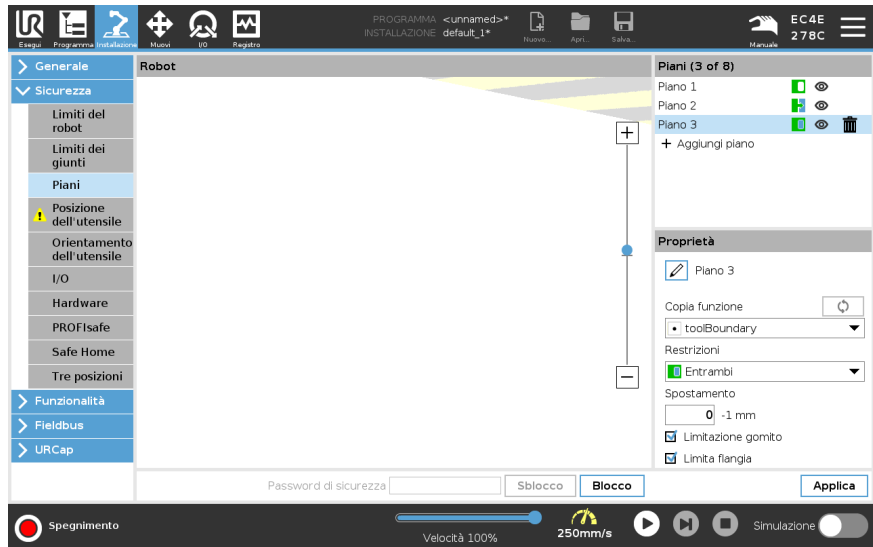 PROGRAMMA <unnamed>*
INSTALLAZIONE default_1*
Esegui
Programma
Installazione
Muovi
I/O
Registro
Nuovo...
Apri...
Salva...
Manuale
EC4E
278C
Generale
Sicurezza
Limiti del
robot
Limiti dei
giunti
Piani
Posizione
dell'utensile
Orientamento
dell'utensile
I/O
Hardware
PROFIsafe
Safe Home
Tre posizioni
Funzionalità
Fieldbus
URCap
Robot
Piani (3 of 8)
Piano 1
Piano 2
Piano 3
Aggiungi piano
Proprietà
Piano 3
Copia funzione
toolBoundary
Restrizioni
Entrambi
Spostamento
0 -1 mm
Limitazione gomito
Limita flangia
Password di sicurezza
Sblocco
Blocco
Applica
Spegnimento
Velocità 100%
250mm/s
Simulazione